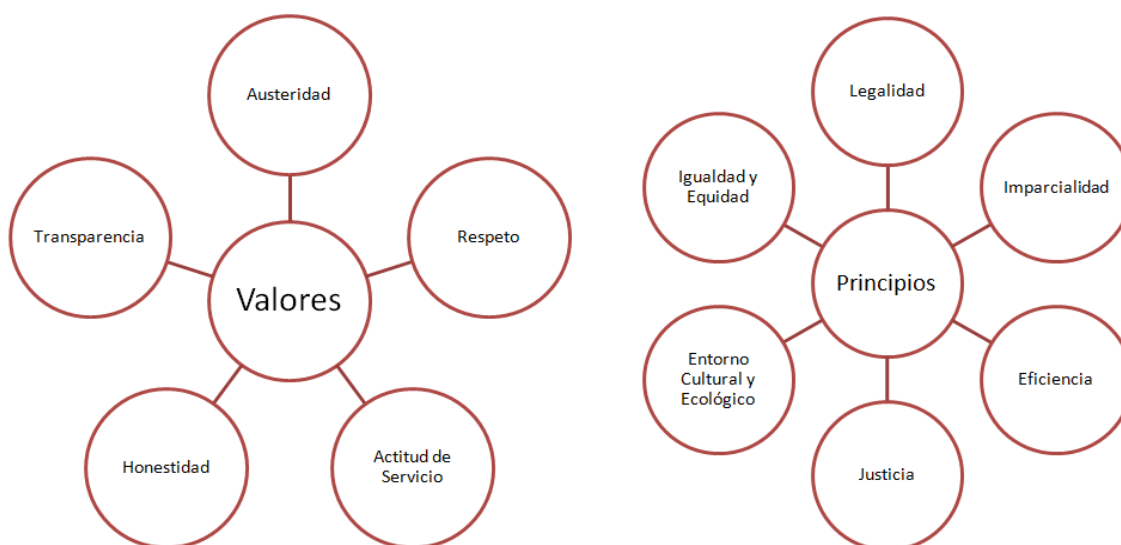 Austeridad
Transparencia
Respeto
Valores
Honestidad
Actitud de
Servicio
Legalidad
Igualdad y
Equidad
Imparcialidad
Principios
Entorno
Cultural y
Ecológico
Eficiencia
Justicia